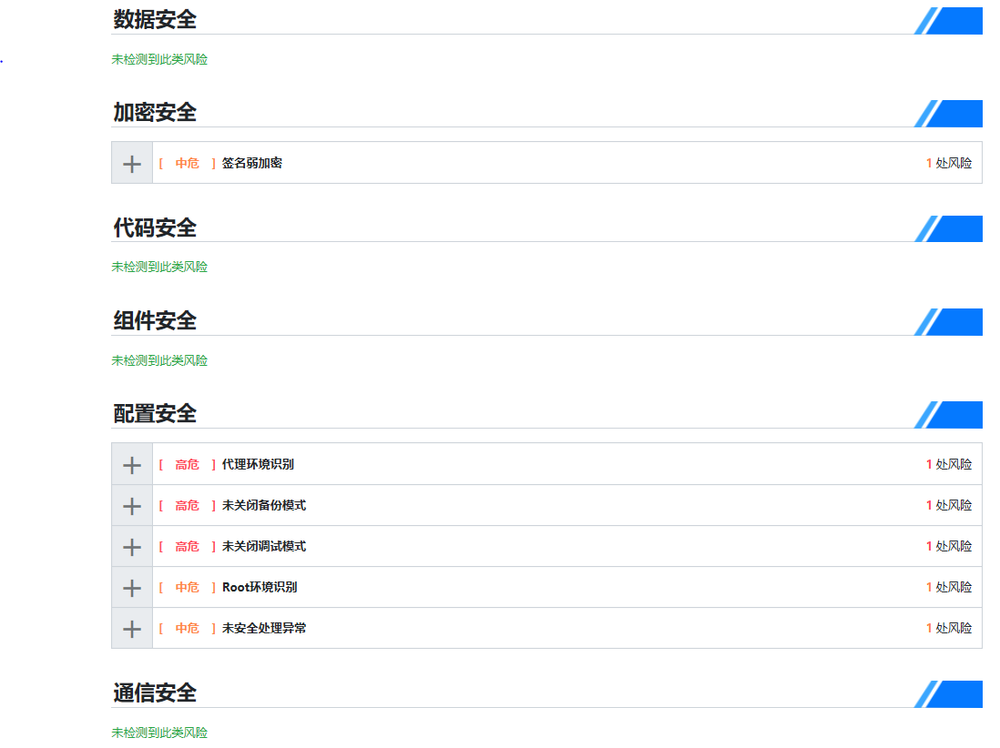 数据安全
未检测到此类风险
加密安全
[ 中危 ] 签名弱加密 1 处风险
代码安全
未检测到此类风险
组件安全
未检测到此类风险
配置安全
[ 高危 ] 代理环境识别 1 处风险
[ 高危 ] 未关闭备份模式 1 处风险
[ 高危 ] 未关闭调试模式 1 处风险
[ 中危 ] Root环境识别 1 处风险
[ 中危 ] 未安全处理异常 1 处风险
通信安全
未检测到此类风险